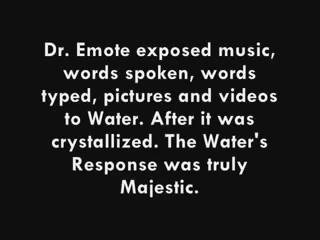 Dr. Emote exposed music,
words spoken, words
typed, pictures and videos
to Water. After it was
crystallized. The Water's
Response was truly
Majestic.